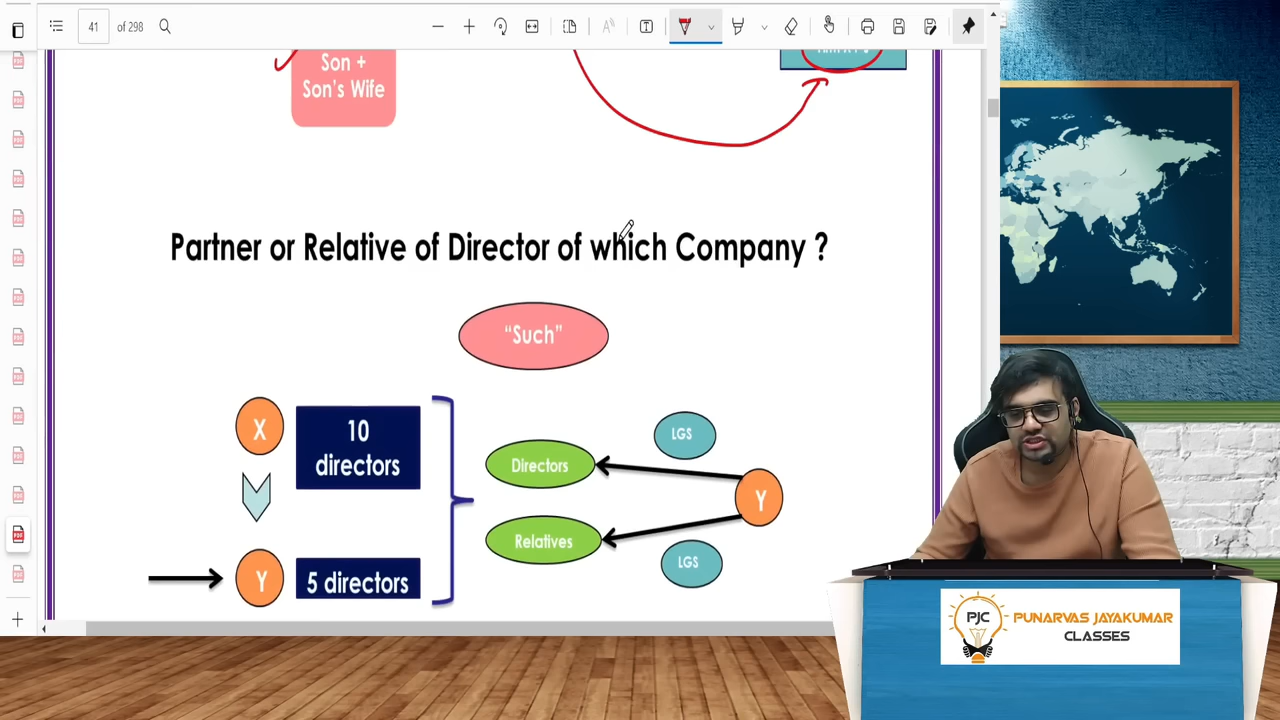 41 of 298
Son +
Son's Wife
Partner or Relative of Director of which Company ?
“Such”
X
10
directors
LGS
Directors
Y
Relatives
LGS
Y
5 directors
PJC
PUNARVAS JAYAKUMAR
CLASSES